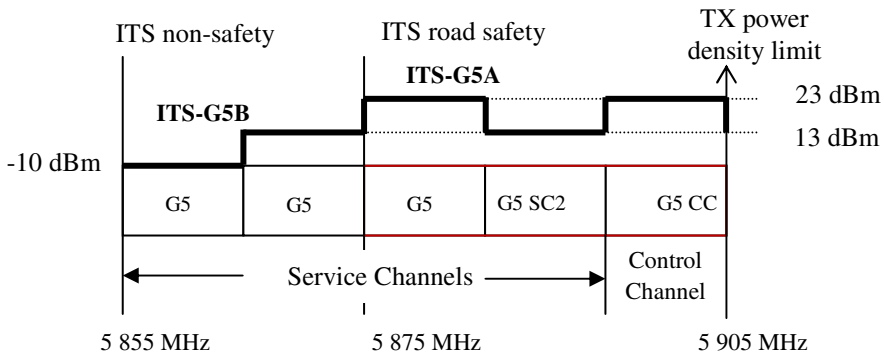 ITS non-safety
ITS road safety
TX power
density limit
ITS-G5A
23 dBm
ITS-G5B
13 dBm
-10 dBm
G5
G5
G5
G5 SC2
G5 CC
Service Channels
Control
Channel
5 855 MHz
5 875 MHz
5 905 MHz